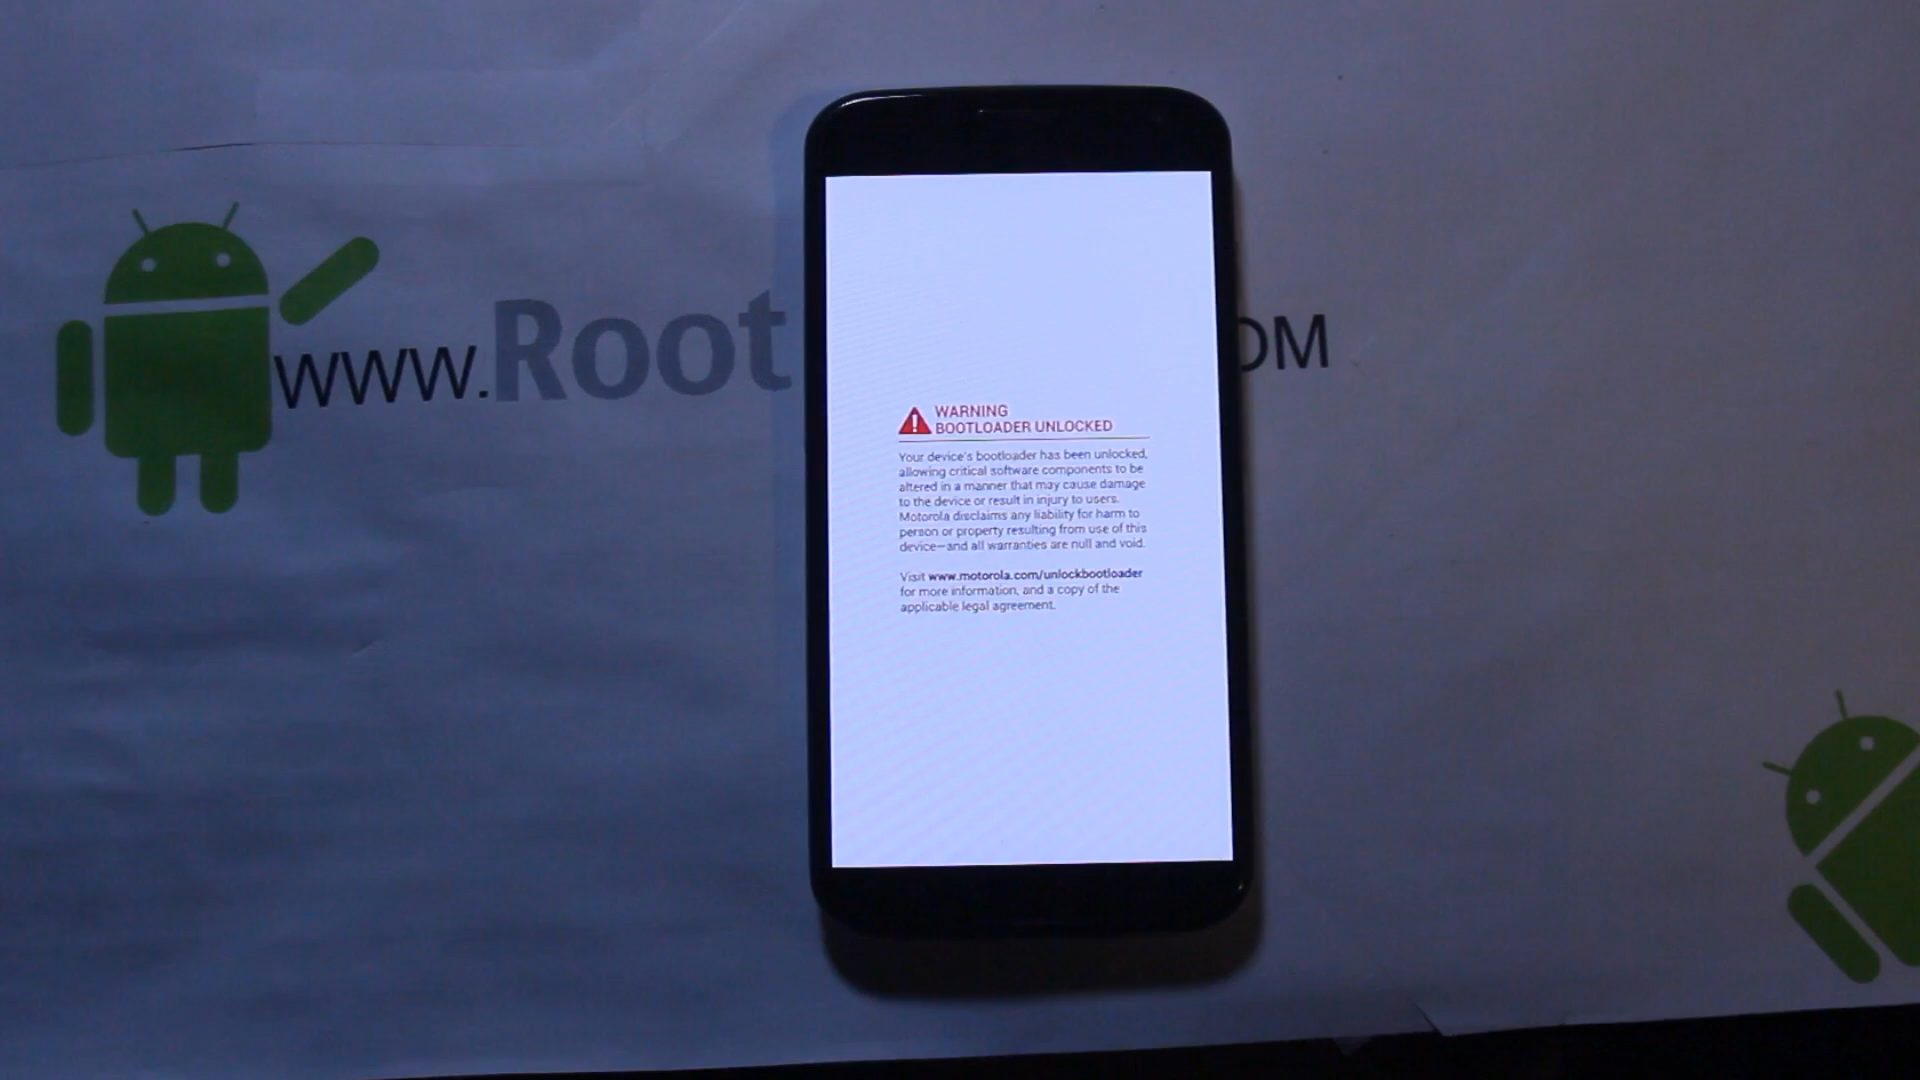 www.Root
OM
WARNING
BOOTLOADER UNLOCKED
Your device's bootloader has been unlocked,
allowing critical software components to be
altered in a manner that may cause damage
to the device or result in injury to users.
Motorola disclaims any liability for harm to
person or property resulting from use of this
device—and all warranties are null and void.
Visit www.motorola.com/unlockbootloader
for more information, and a copy of the
applicable legal agreement.